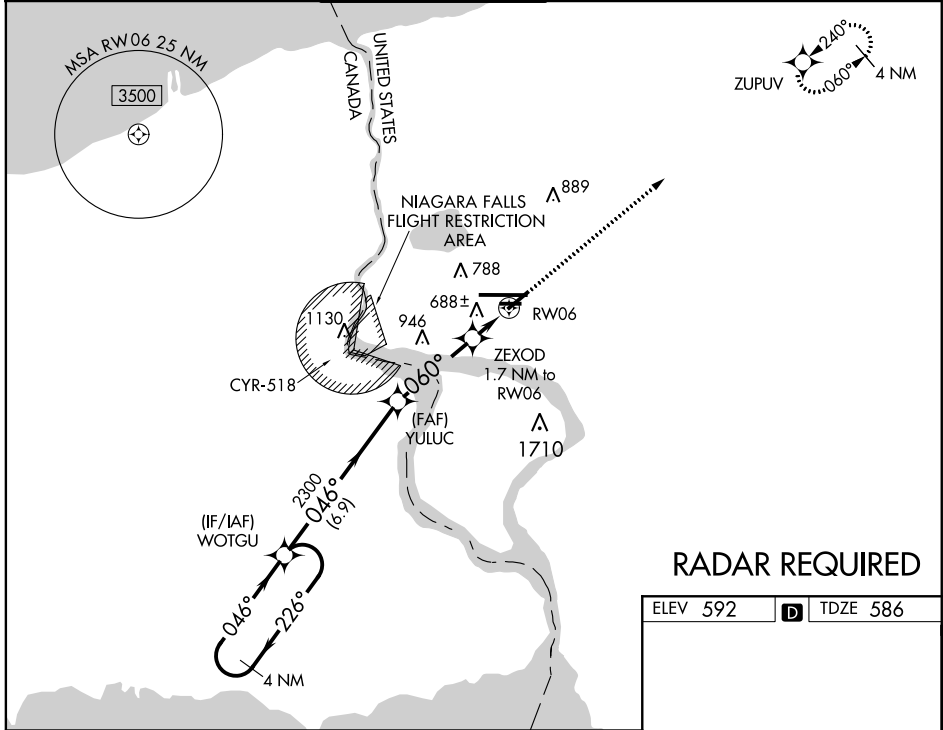 MSA RW06 25 NM
3500
UNITED STATES
CANADA
240°
060°
4 NM
ZUPUV
889
NIAGARA FALLS
FLIGHT RESTRICTION
AREA
788
688±
RW06
1130
946
ZEXOD
1.7 NM to
RW06
CYR-518
060°
(FAF)
YULUC
1710
2300
046°
(6.9)
(IF/IAF)
WOTGU
046°
226°
4 NM
RADAR REQUIRED
ELEV 592 D TDZE 586